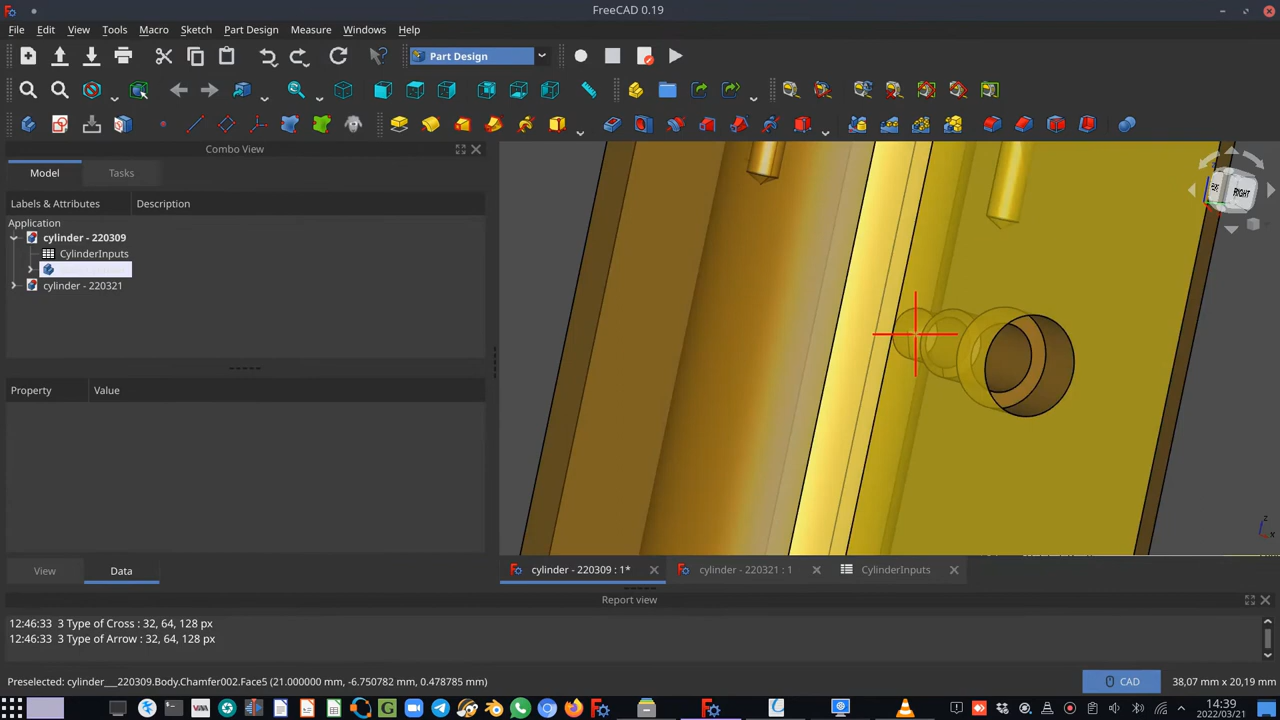 FreeCAD 0.19
File Edit View Tools Macro Sketch Part Design Measure Windows Help
Part Design
Combo View
Model Tasks
Labels & Attributes Description
Application
cylinder - 220309
CylinderInputs
cylinder - 220321
Property Value
RIGHT
Z
X
View Data
cylinder - 220309 : 1* cylinder - 220321 : 1 CylinderInputs
Report view
12:46:33 3 Type of Cross : 32, 64, 128 px
12:46:33 3 Type of Arrow : 32, 64, 128 px
Preselected: cylinder___220309.Body.Chamfer002.Face5 (21.000000 mm, -6.750782 mm, 0.478785 mm)
CAD
38,07 mm x 20,19 mm
14:39
2022/03/21